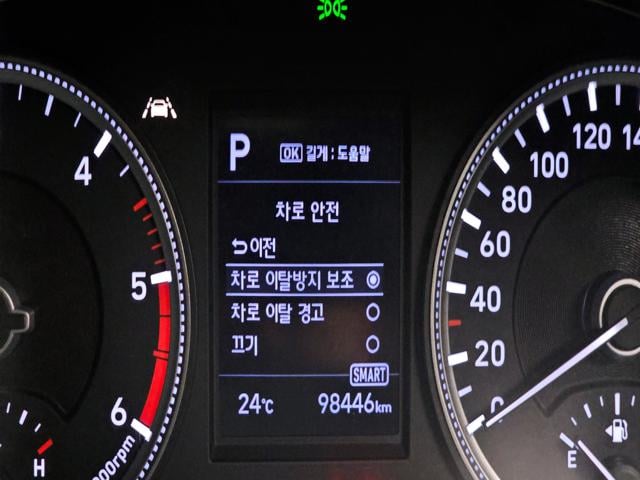 P
OK 길게 : 도움말
차로 안전
이전
차로 이탈방지 보조
차로 이탈 경고
끄기
SMART
24℃ 98446km
4
5
6
000rpm
H
0
20
40
60
80
100
120
E